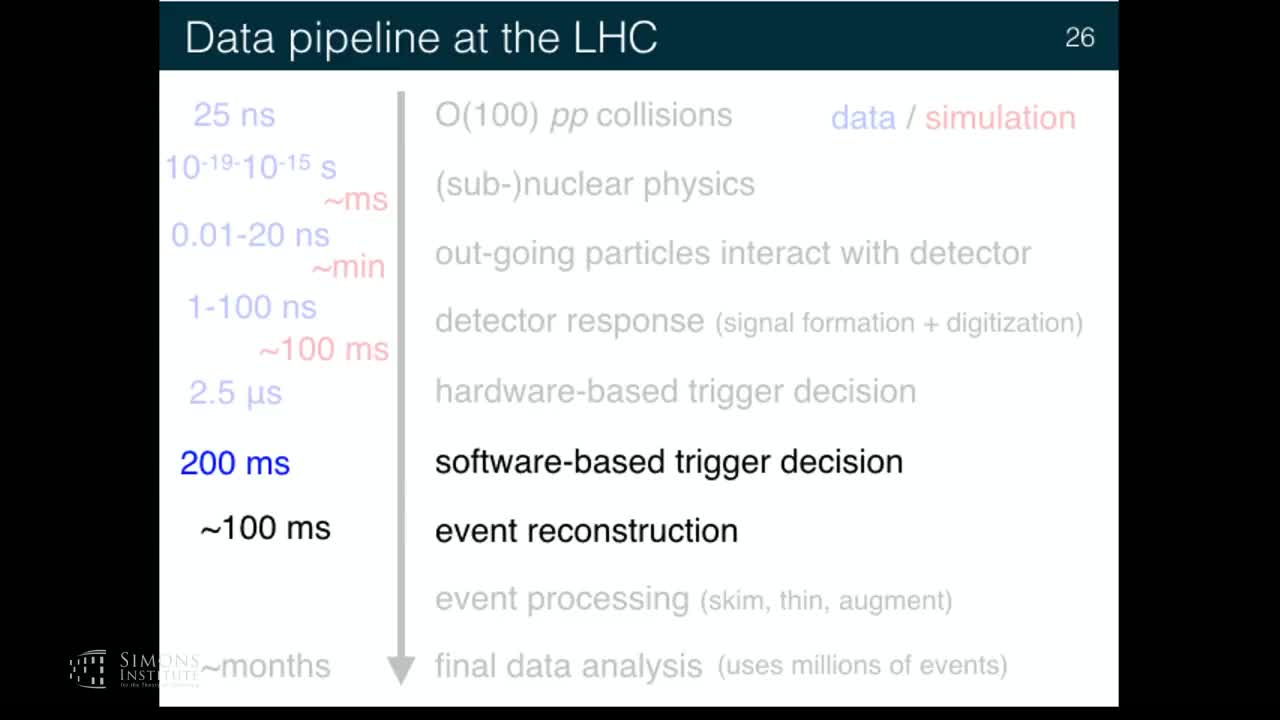 Data pipeline at the LHC 26
25 ns O(100) pp collisions data / simulation
10-19-10-15 s
(sub-)nuclear physics
~ms
0.01-20 ns
out-going particles interact with detector
~min
1-100 ns
detector response (signal formation + digitization)
~100 ms
2.5 µs hardware-based trigger decision
200 ms software-based trigger decision
~100 ms event reconstruction
event processing (skim, thin, augment)
~months final data analysis (uses millions of events)
SIMONS
INSTITUTE